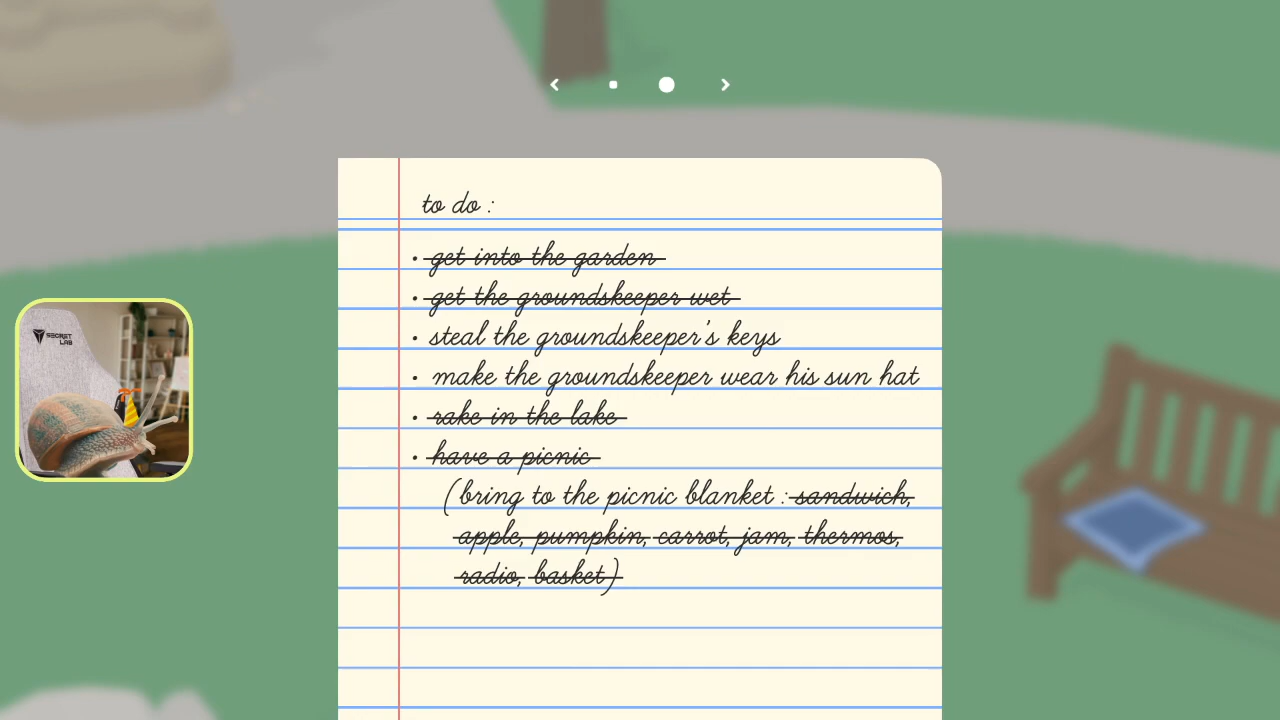 to do :
• get into the garden
• get the groundskeeper wet
• steal the groundskeeper's keys
• make the groundskeeper wear his sun hat
• rake in the lake
• have a picnic
(bring to the picnic blanket : sandwich,
apple, pumpkin, carrot, jam, thermos,
radio, basket)
SECRET
LAB